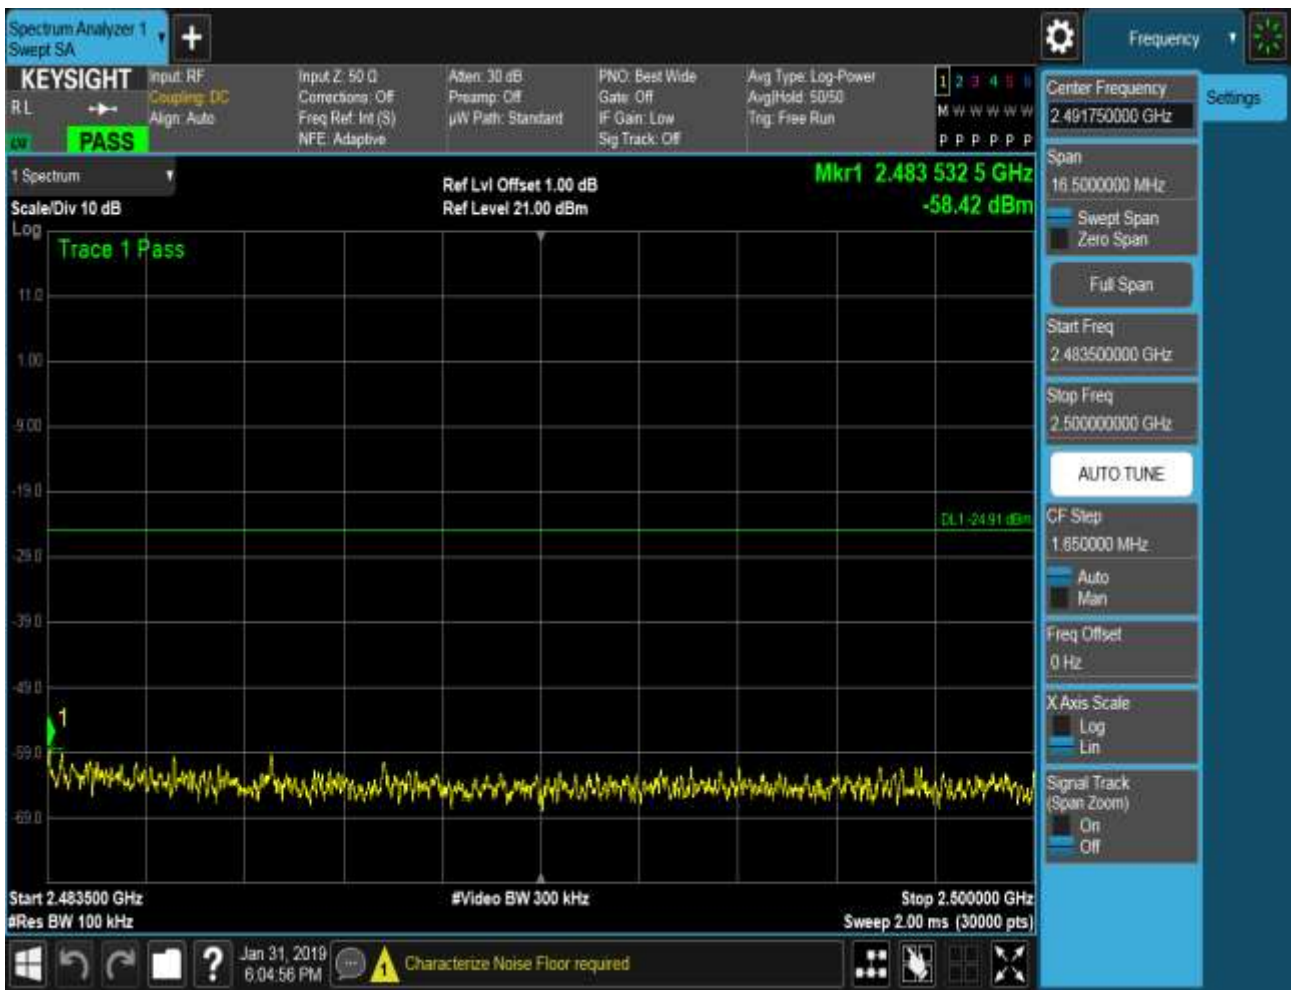 Spectrum Analyzer 1
Swept SA
+
Frequency
KEYSIGHT
R L
PASS
Input: RF
Coupling: DC
Align: Auto
Input Z: 50 Ω
Corrections: Off
Freq Ref: Int (S)
NFE: Adaptive
Atten: 30 dB
Preamp: Off
µW Path: Standard
PNO: Best Wide
Gate: Off
IF Gain: Low
Sig Track: Off
Avg Type: Log-Power
Avg|Hold: 50/50
Trig: Free Run
1 2 3 4 5 6
M W W W W W
P P P P P P
1 Spectrum
Scale/Div 10 dB
Ref Lvl Offset 1.00 dB
Ref Level 21.00 dBm
Mkr1 2.483 532 5 GHz
-58.42 dBm
Log
Trace 1 Pass
11.0
1.00
-9.00
-19.0
DL1 -24.91 dBm
-29.0
-39.0
-49.0
1
-59.0
-69.0
Start 2.483500 GHz
#Res BW 100 kHz
#Video BW 300 kHz
Stop 2.500000 GHz
Sweep 2.00 ms (30000 pts)
Center Frequency
2.491750000 GHz
Settings
Span
16.5000000 MHz
Swept Span
Zero Span
Full Span
Start Freq
2.483500000 GHz
Stop Freq
2.500000000 GHz
AUTO TUNE
CF Step
1.650000 MHz
Auto
Man
Freq Offset
0 Hz
X Axis Scale
Log
Lin
Signal Track
(Span Zoom)
On
Off
?
Jan 31, 2019
6:04:56 PM
1
Characterize Noise Floor required